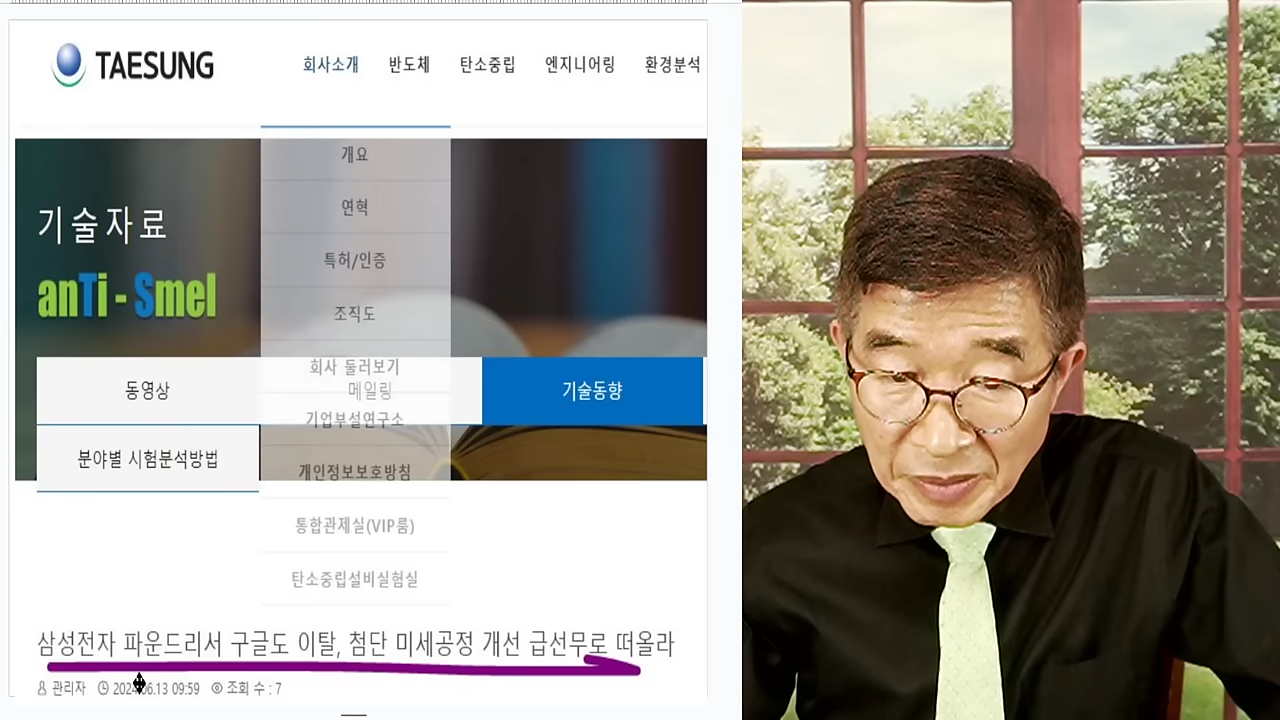 TAESUNG
회사소개 반도체 탄소중립 엔지니어링 환경분석
개요
연혁
특허/인증
조직도
회사 둘러보기
기업부설연구소
개인정보보호방침
통합관제실(VIP룸)
탄소중립설비실험실
기술자료
anTi - Smel
동영상 메일링 기술동향
분야별 시험분석방법
삼성전자 파운드리서 구글도 이탈, 첨단 미세공정 개선 급선무로 떠올라
관리자 2024.06.13 09:59 조회 수 : 7